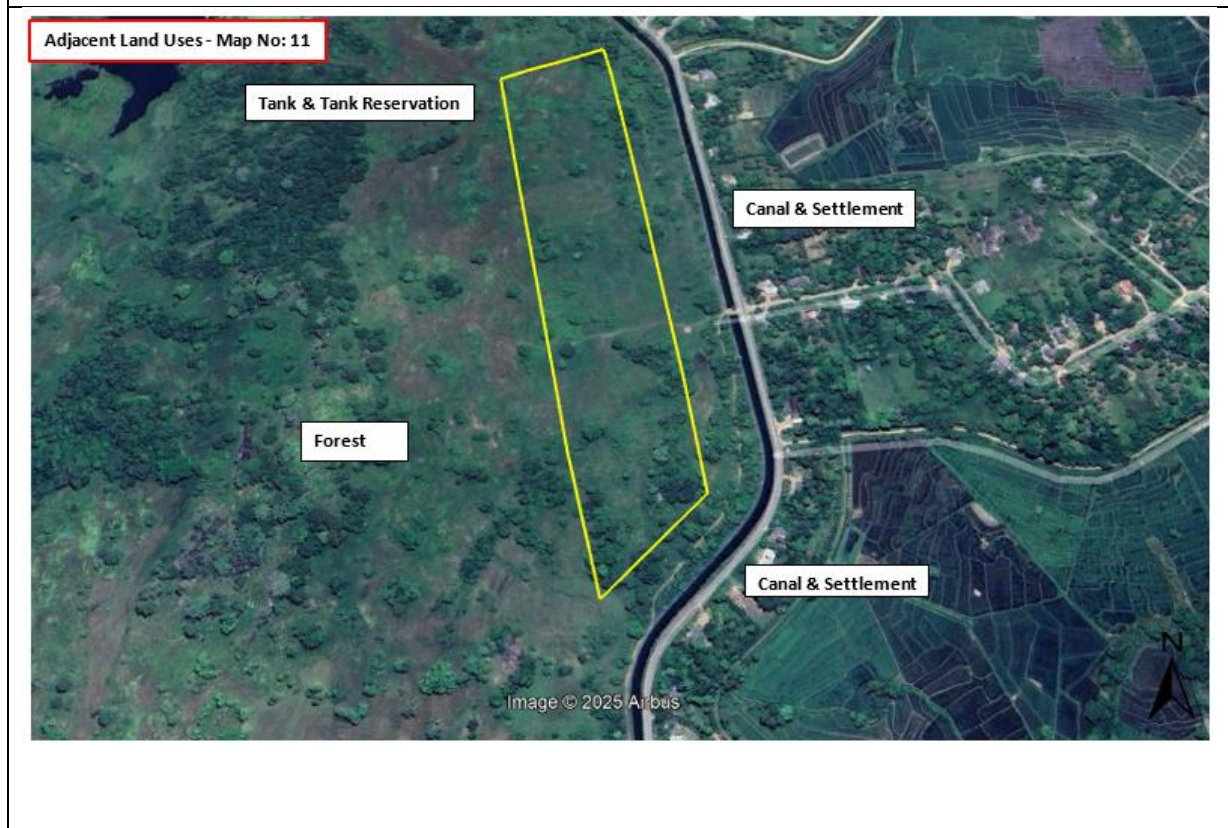 Adjacent Land Uses - Map No: 11
Tank & Tank Reservation
Canal & Settlement
Forest
Canal & Settlement
N
Image © 2025 Airbus